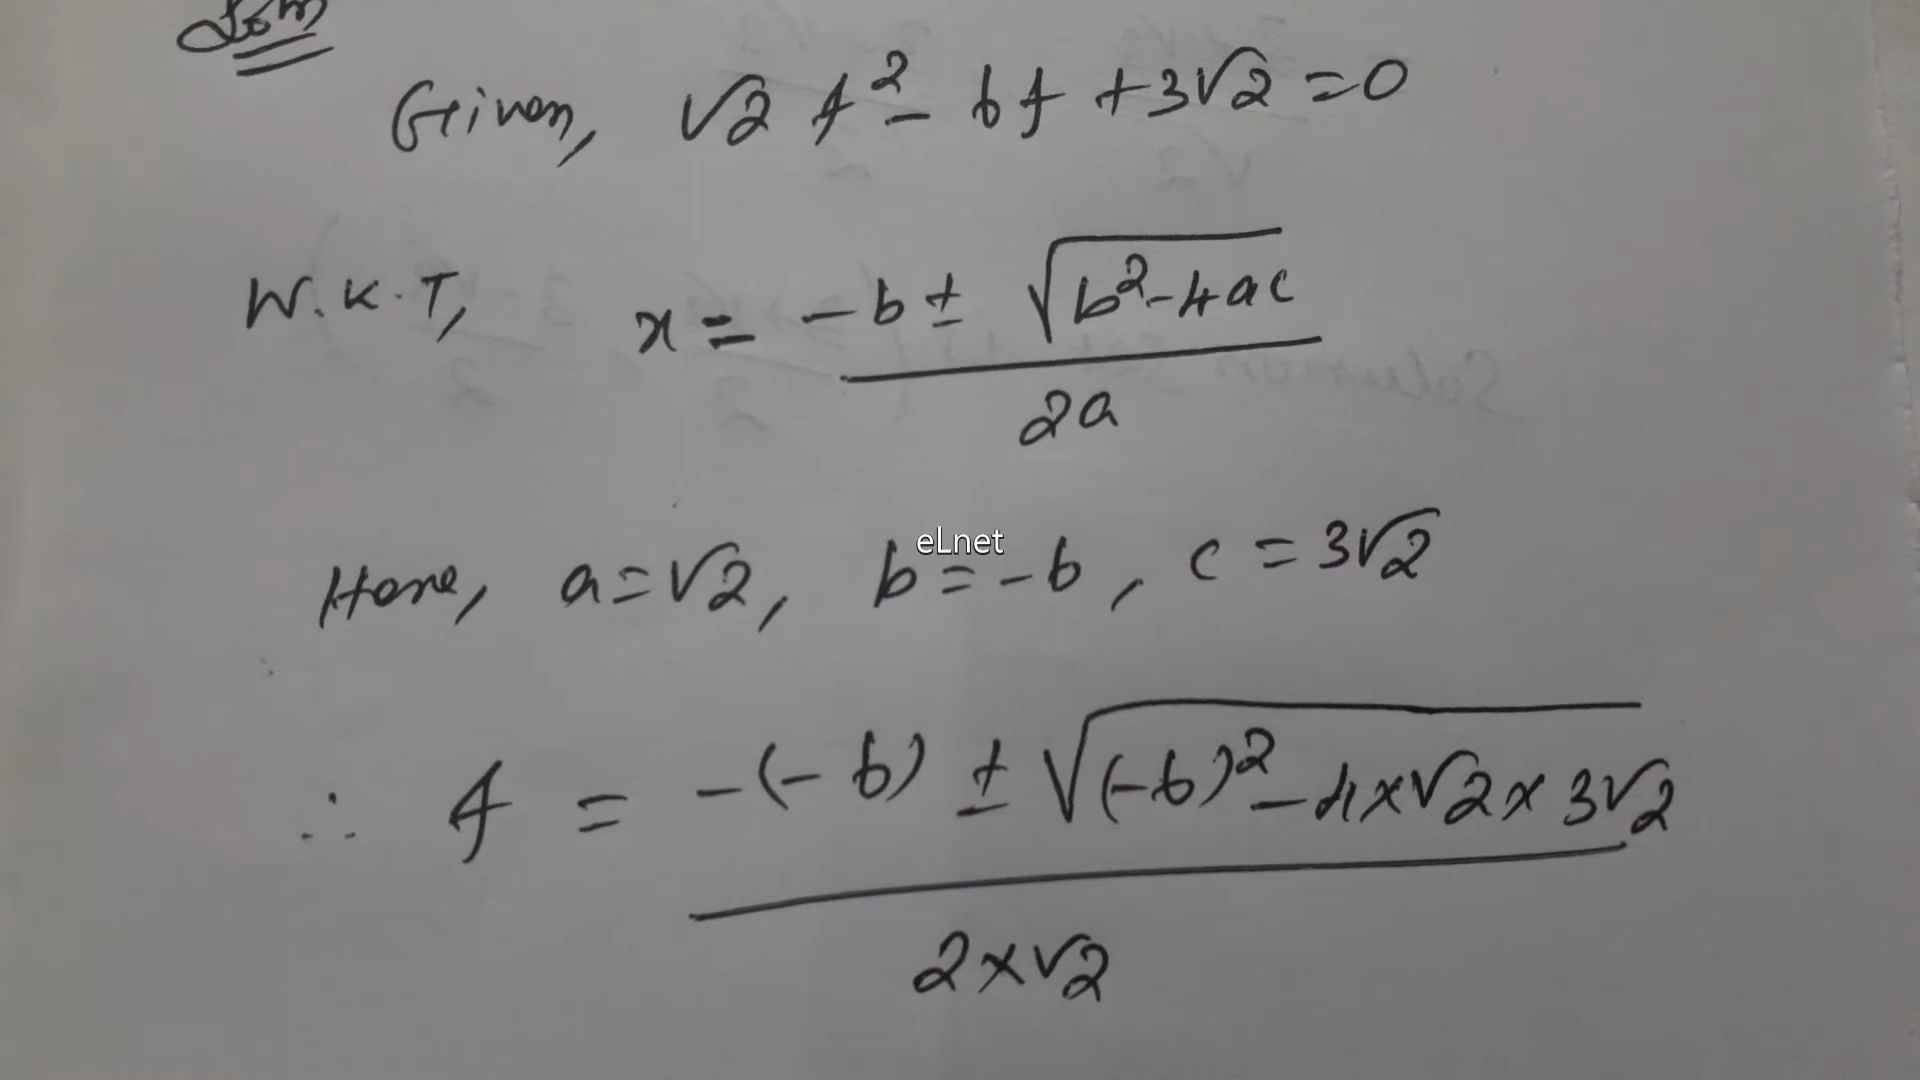 Soln
Given, √2 f² - 6f + 3√2 = 0
W.K.T, x = -b ± √(b²-4ac)
2a
eLnet
Here, a = √2, b = -6, c = 3√2
∴ f = -(-6) ± √((-6)² - 4×√2×3√2)
2×√2